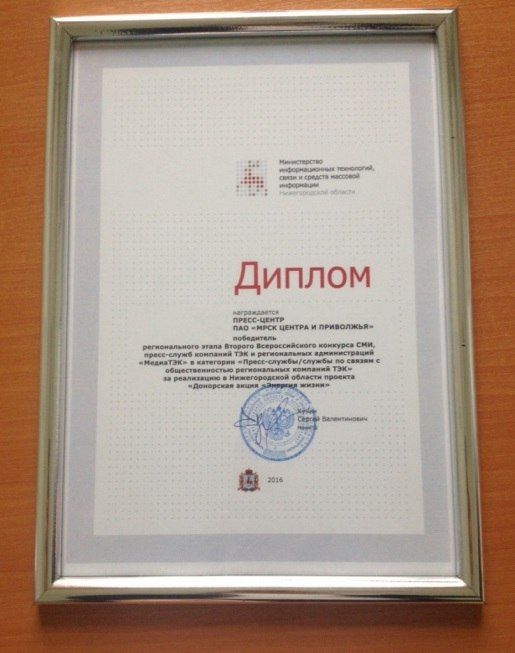 Министерство
информационных технологий,
связи и средств массовой
информации
Нижегородской области
Диплом
награждается
ПРЕСС-ЦЕНТР
ПАО «МРСК ЦЕНТРА И ПРИВОЛЖЬЯ»
победитель
регионального этапа Второго Всероссийского конкурса СМИ,
пресс-служб компаний ТЭК и региональных администраций
«МедиаТЭК» в категории «Пресс-службы/службы по связям с
общественностью региональных компаний ТЭК»
за реализацию в Нижегородской области проекта
«Донорская акция «Энергия жизни»
Сергей Валентинович
2016